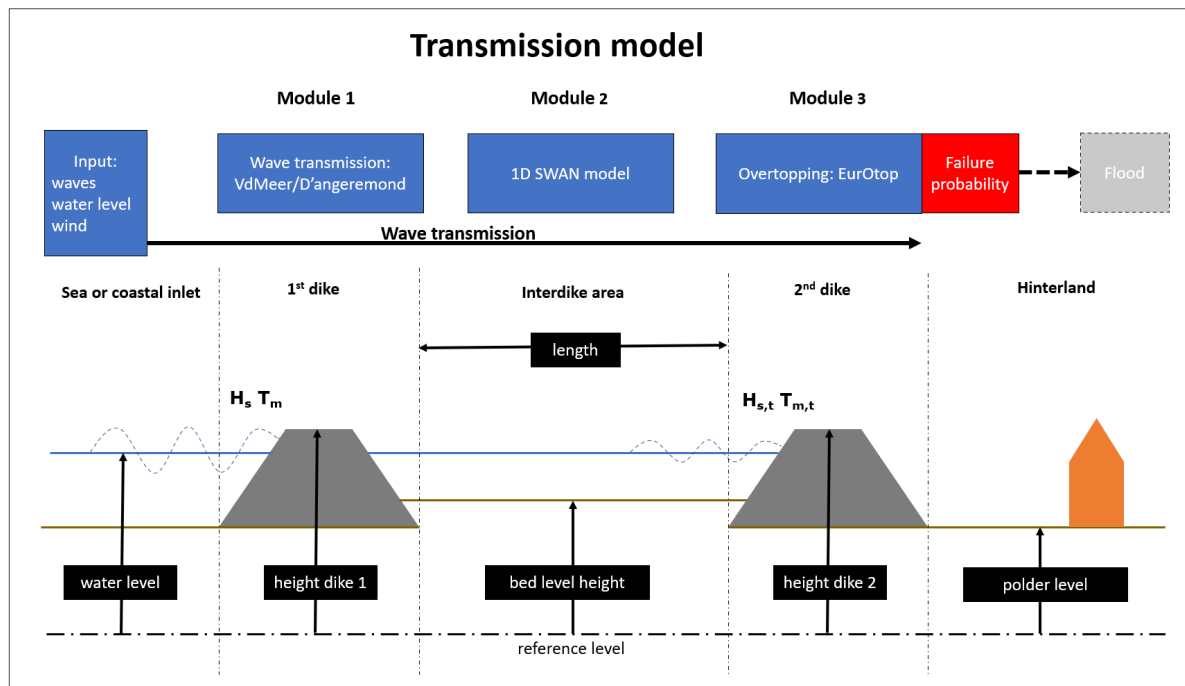 Transmission model
Module 1
Module 2
Module 3
Input:
waves
water level
wind
Wave transmission:
VdMeer/D’angeremond
1D SWAN model
Overtopping: EurOtop
Failure
probability
Flood
Wave transmission
Sea or coastal inlet
1st dike
Interdike area
2nd dike
Hinterland
length
Hs Tm
Hs,t Tm,t
water level
height dike 1
bed level height
height dike 2
polder level
reference level